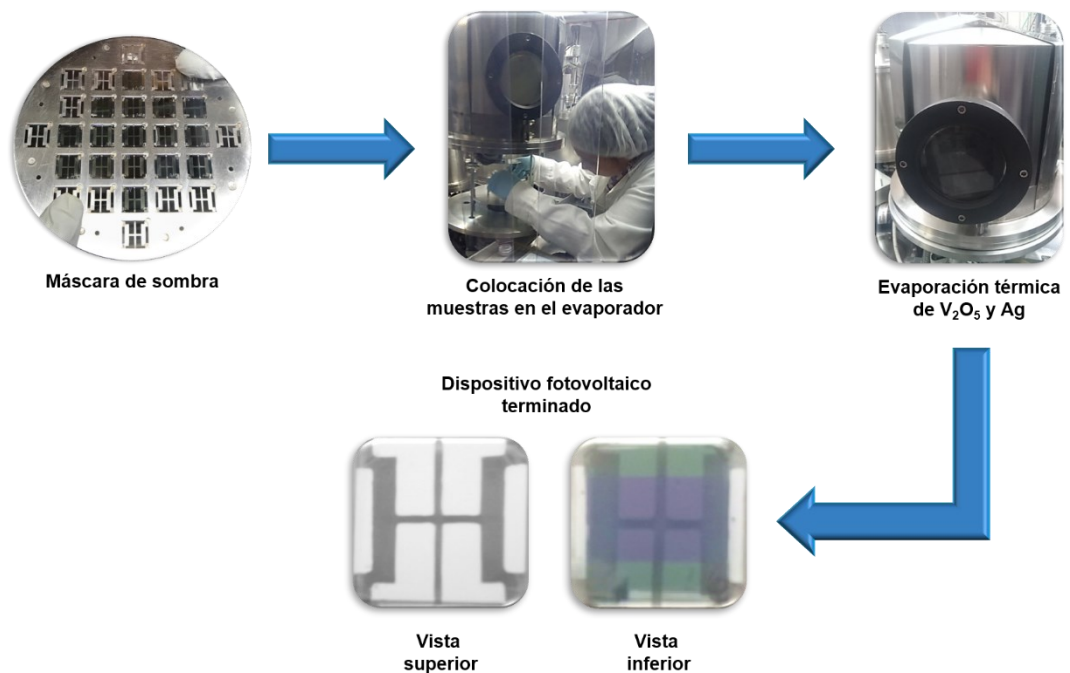 Máscara de sombra
Colocación de las
muestras en el evaporador
Evaporación térmica
de V₂O₅ y Ag
Dispositivo fotovoltaico
terminado
Vista
superior
Vista
inferior